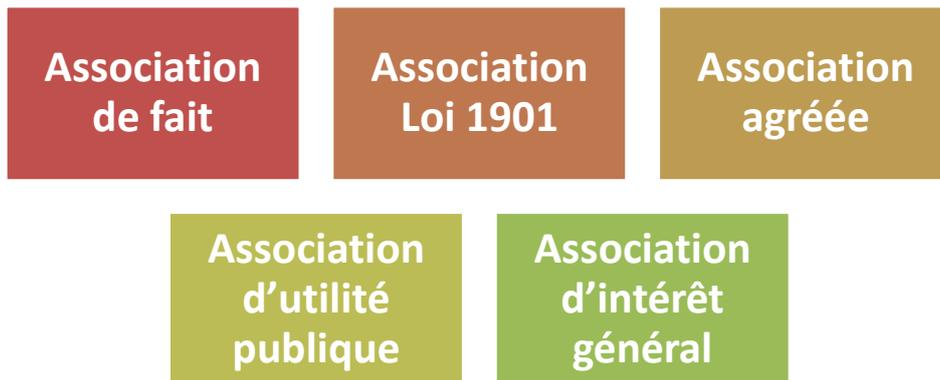 Association
de fait
Association
Loi 1901
Association
agréée
Association
d’utilité
publique
Association
d’intérêt
général